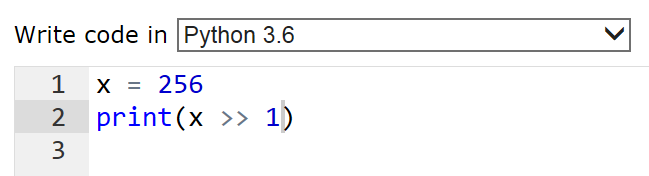 Write code in Python 3.6
1 x = 256
2 print(x >> 1)
3